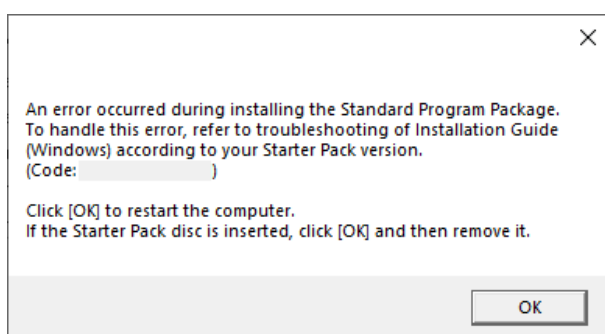 An error occurred during installing the Standard Program Package.
To handle this error, refer to troubleshooting of Installation Guide
(Windows) according to your Starter Pack version.
(Code: )
Click [OK] to restart the computer.
If the Starter Pack disc is inserted, click [OK] and then remove it.
OK